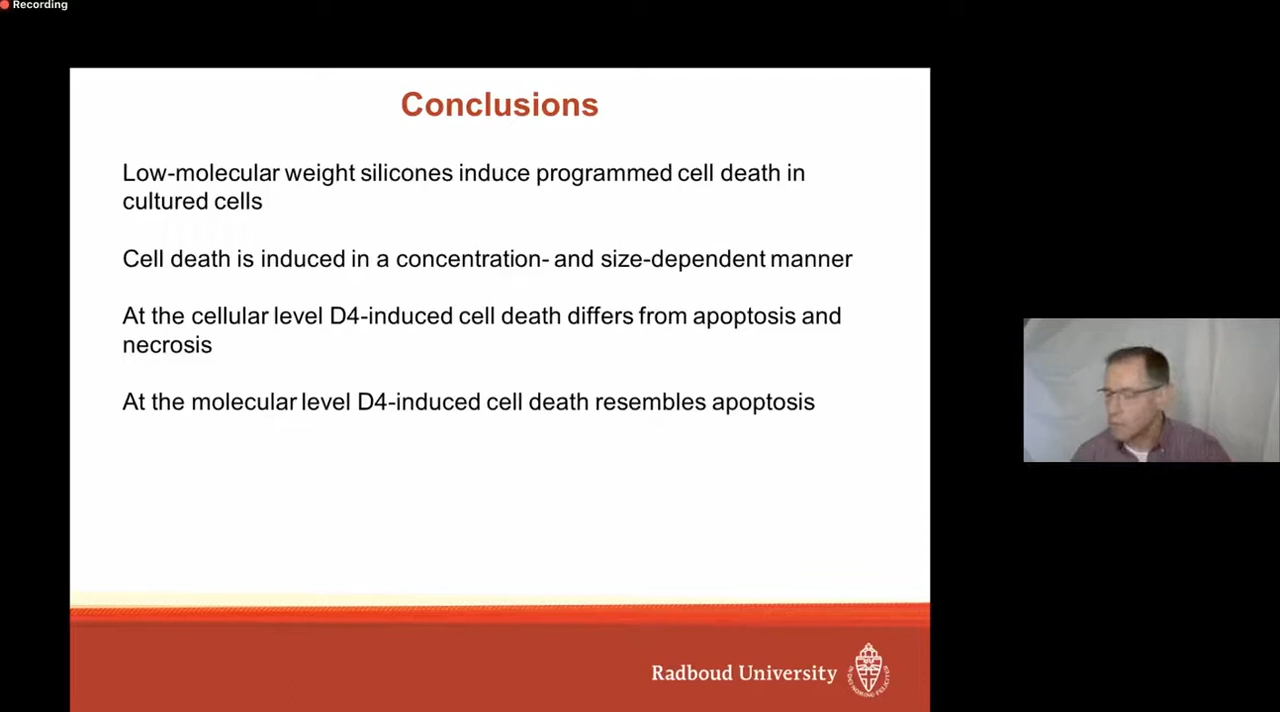 Recording
Conclusions
Low-molecular weight silicones induce programmed cell death in
cultured cells
Cell death is induced in a concentration- and size-dependent manner
At the cellular level D4-induced cell death differs from apoptosis and
necrosis
At the molecular level D4-induced cell death resembles apoptosis
Radboud University